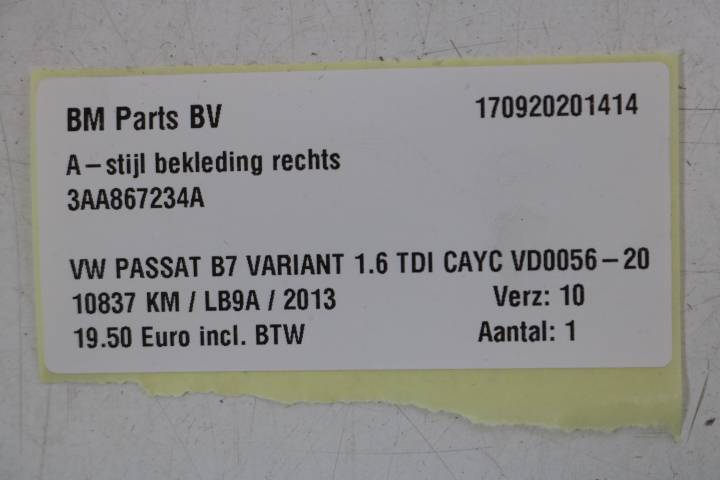 BM Parts BV 170920201414
A-stijl bekleding rechts
3AA867234A
VW PASSAT B7 VARIANT 1.6 TDI CAYC VD0056-20
10837 KM / LB9A / 2013 Verz: 10
19.50 Euro incl. BTW Aantal: 1